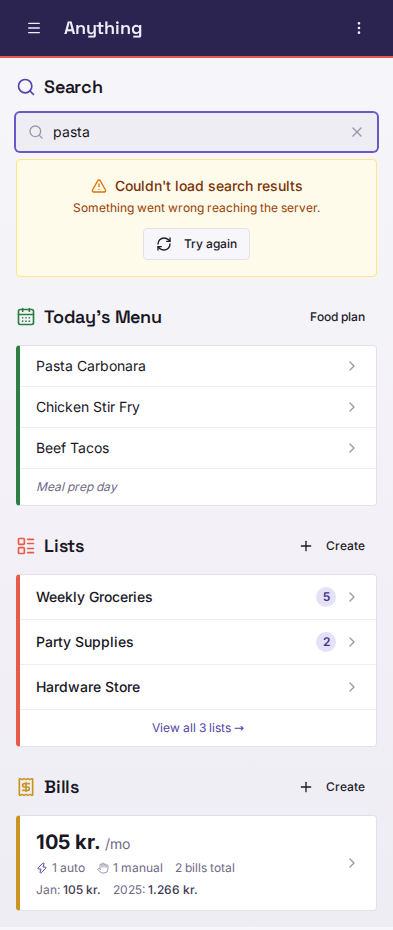 Anything
Search
pasta
Couldn't load search results
Something went wrong reaching the server.
Try again
Today's Menu
Food plan
Pasta Carbonara
Chicken Stir Fry
Beef Tacos
Meal prep day
Lists
Create
Weekly Groceries 5
Party Supplies 2
Hardware Store
View all 3 lists →
Bills
Create
105 kr. /mo
1 auto 1 manual 2 bills total
Jan: 105 kr. 2025: 1.266 kr.